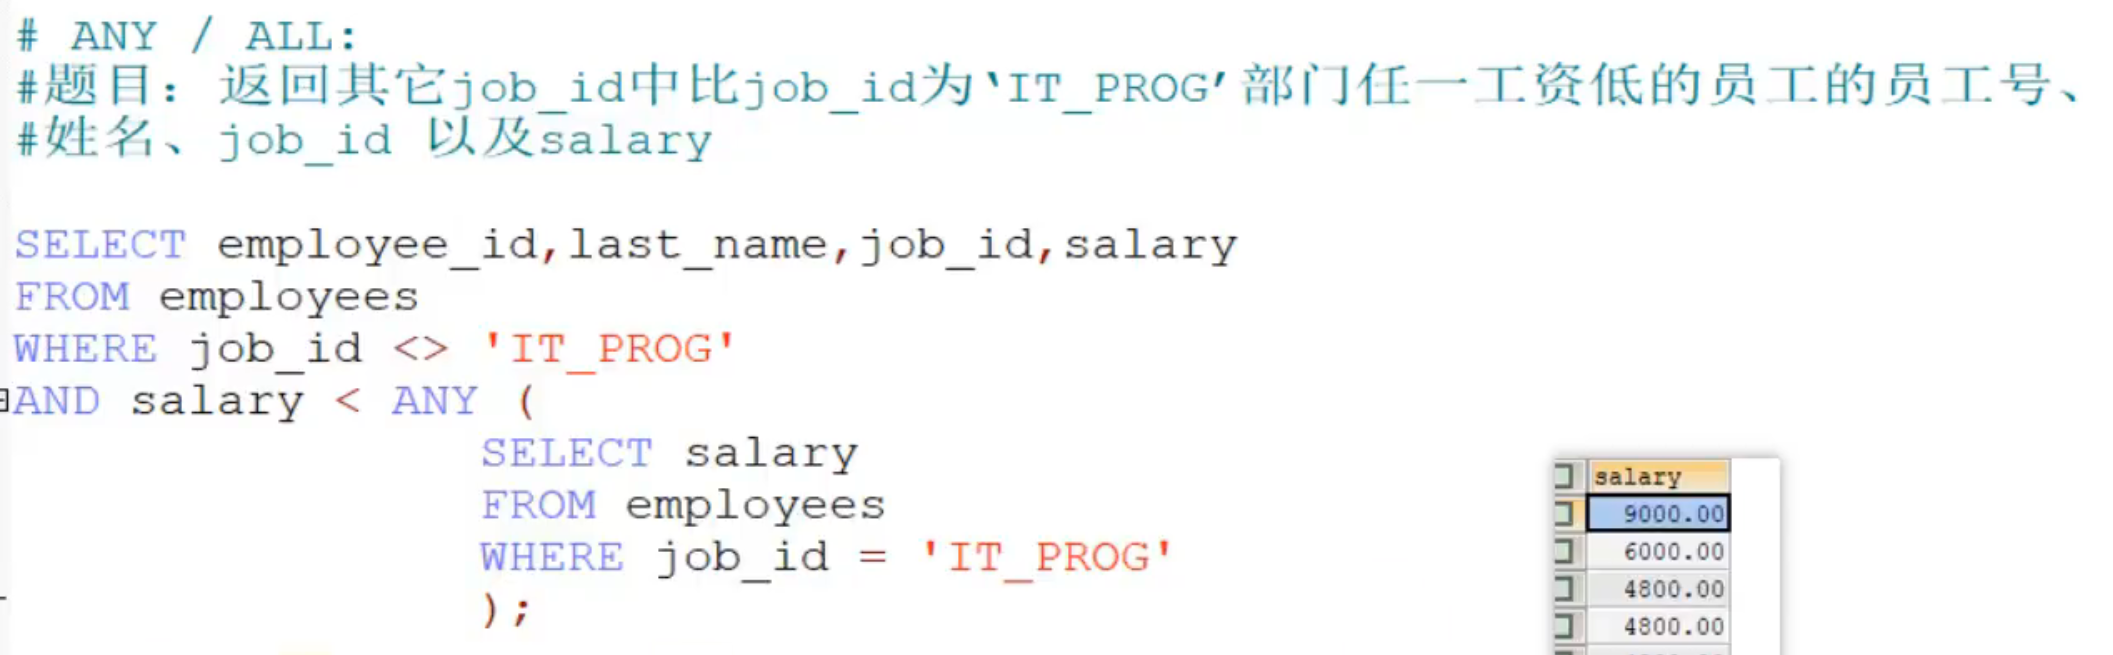 # ANY / ALL:
#题目：返回其它job_id中比job_id为‘IT_PROG’部门任一工资低的员工的员工号、
#姓名、job_id 以及salary
SELECT employee_id,last_name,job_id,salary
FROM employees
WHERE job_id <> 'IT_PROG'
AND salary < ANY (
SELECT salary
FROM employees
WHERE job_id = 'IT_PROG'
);
salary
9000.00
6000.00
4800.00
4800.00